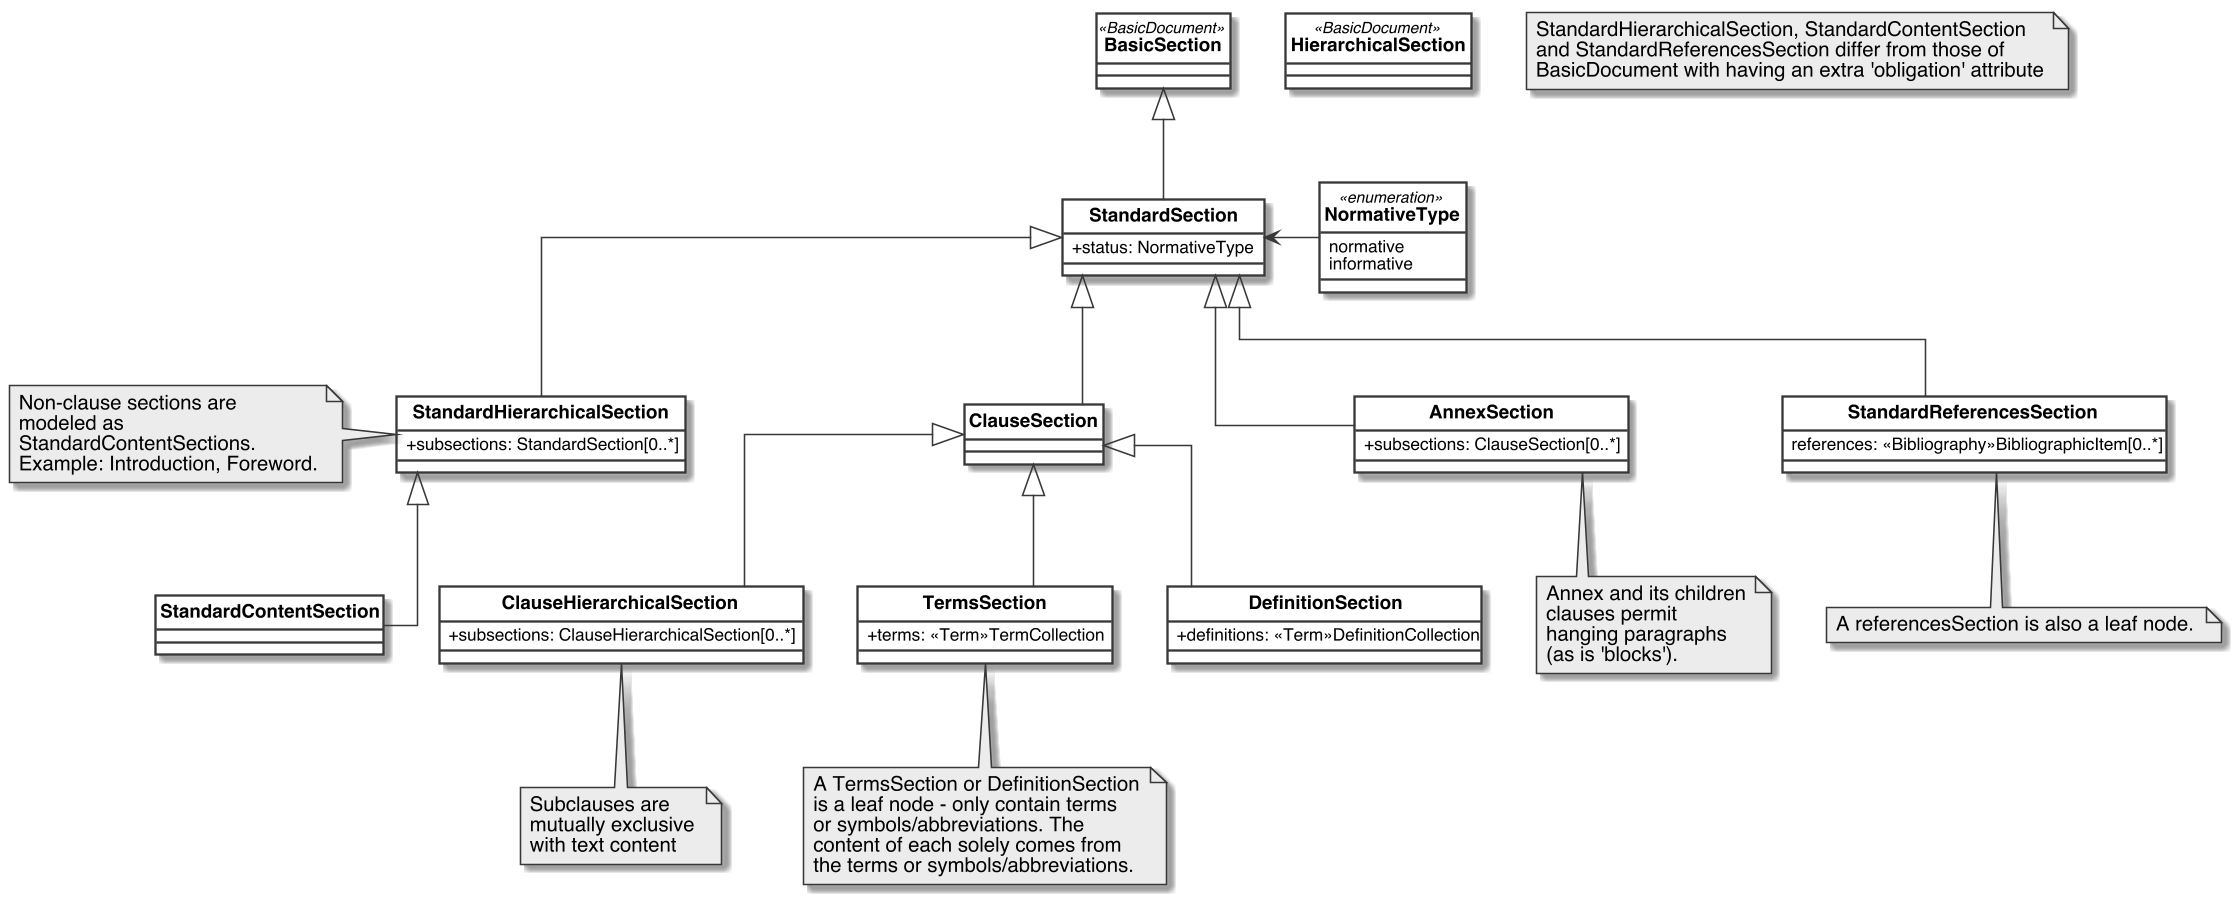 «BasicDocument»
BasicSection
«BasicDocument»
HierarchicalSection
StandardHierarchicalSection, StandardContentSection
and StandardReferencesSection differ from those of
BasicDocument with having an extra 'obligation' attribute
StandardSection
+status: NormativeType
«enumeration»
NormativeType
normative
informative
Non-clause sections are
modeled as
StandardContentSections.
Example: Introduction, Foreword.
StandardHierarchicalSection
+subsections: StandardSection[0..*]
ClauseSection
AnnexSection
+subsections: ClauseSection[0..*]
StandardReferencesSection
references: «Bibliography»BibliographicItem[0..*]
StandardContentSection
ClauseHierarchicalSection
+subsections: ClauseHierarchicalSection[0..*]
TermsSection
+terms: «Term»TermCollection
DefinitionSection
+definitions: «Term»DefinitionCollection
Annex and its children
clauses permit
hanging paragraphs
(as is 'blocks').
A referencesSection is also a leaf node.
Subclauses are
mutually exclusive
with text content
A TermsSection or DefinitionSection
is a leaf node - only contain terms
or symbols/abbreviations. The
content of each solely comes from
the terms or symbols/abbreviations.